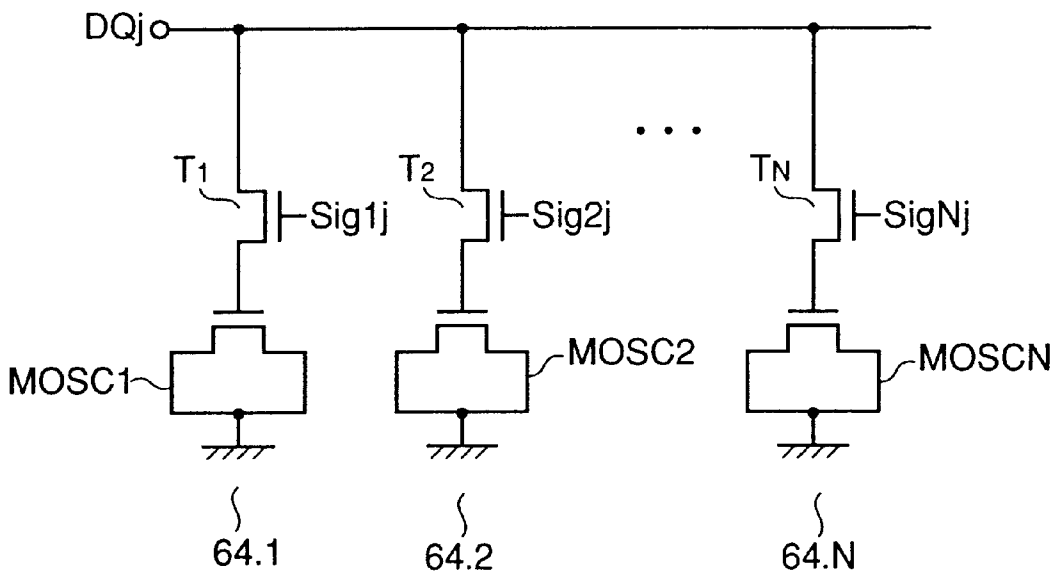 DQj
T1
T2
TN
Sig1j
Sig2j
SigNj
MOSC1
MOSC2
MOSCN
64.1
64.2
64.N